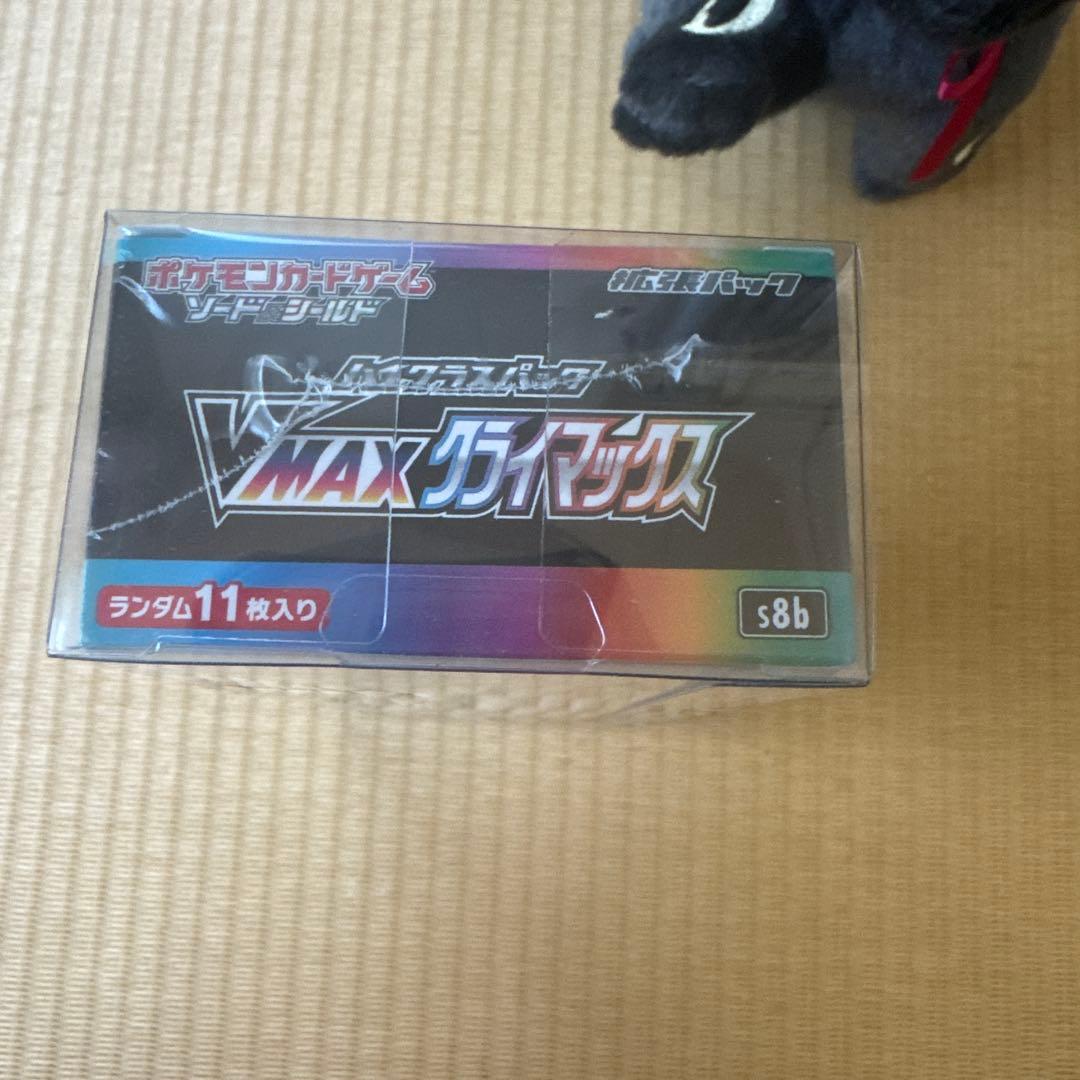 ポケモンカードゲーム
ソード&シールド
拡張パック
ハイクラスパック
VMAXクライマックス
ランダム11枚入り
s8b